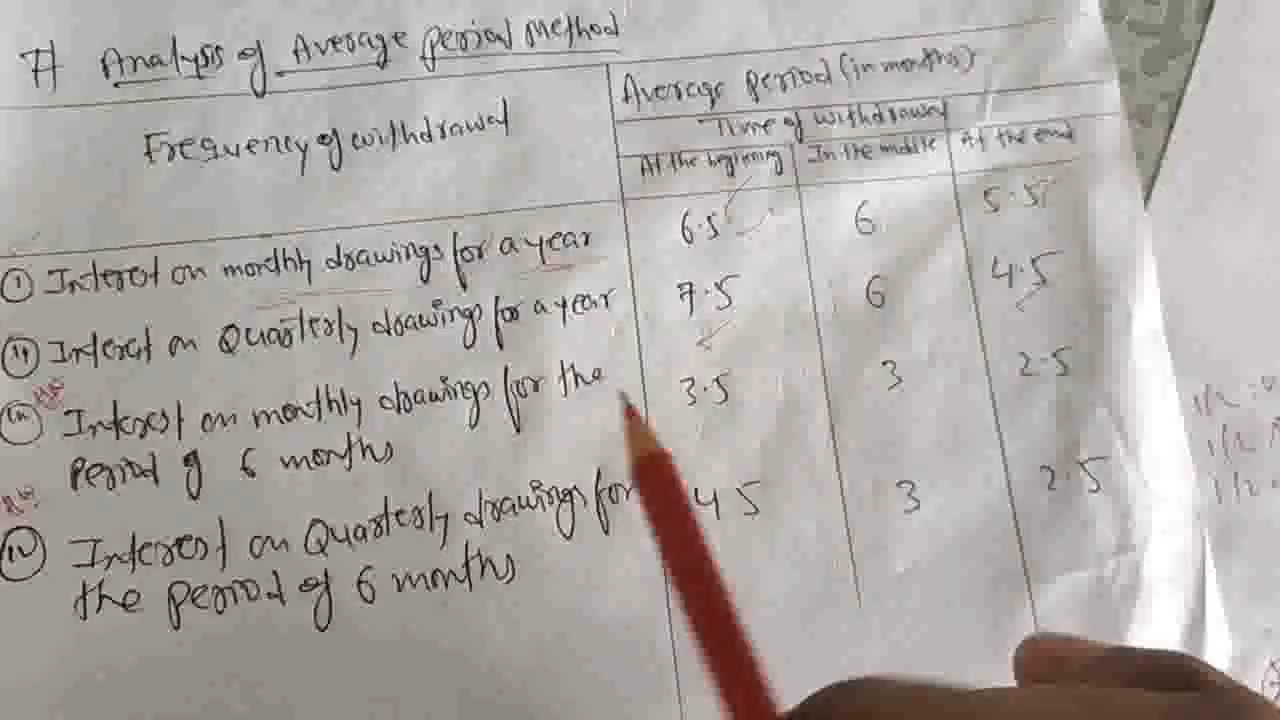 7) Analysis of Average period Method
Frequency of withdrawal
Average period (in months)
Time of withdrawal
At the beginning In the middle At the end
(i) Interest on monthly drawings for a year 6.5 6 5.5
(ii) Interest on Quarterly drawings for a year 7.5 6 4.5
(iii) Interest on monthly drawings for the 3.5 3 2.5
period of 6 months
(iv) Interest on Quarterly drawings for 4.5 3 2.5
the period of 6 months